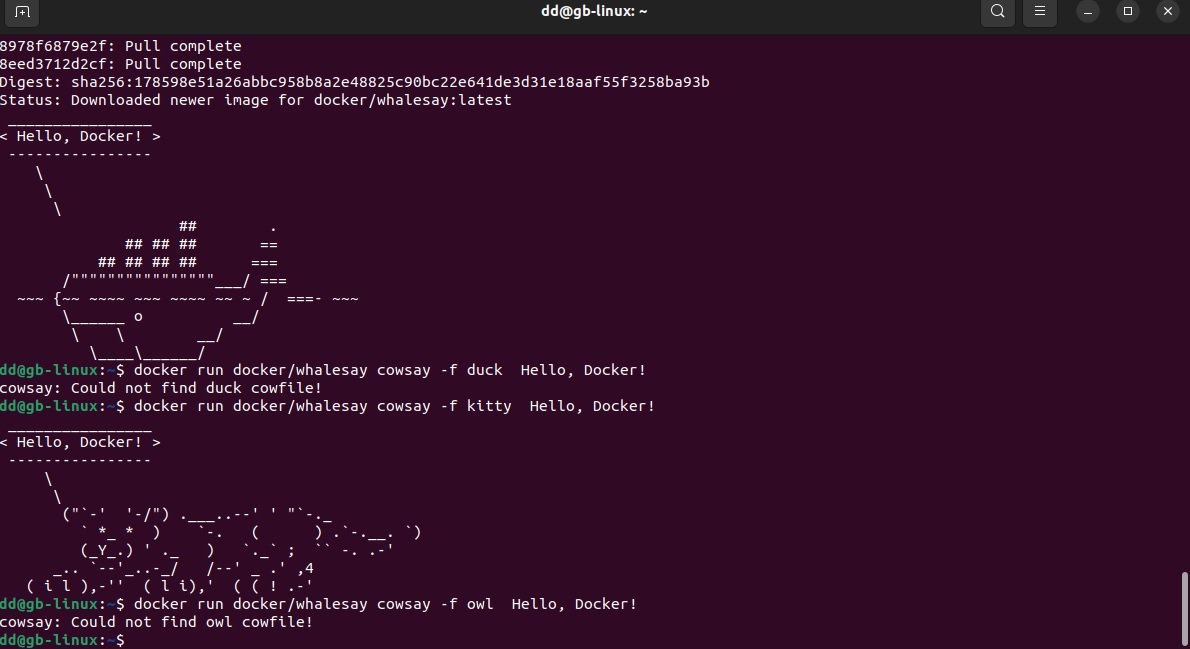 dd@gb-linux: ~
8978f6879e2f: Pull complete
8eed3712d2cf: Pull complete
Digest: sha256:178598e51a26abbc958b8a2e48825c90bc22e641de3d31e18aaf55f3258ba93b
Status: Downloaded newer image for docker/whalesay:latest
 ________________
< Hello, Docker! >
 ----------------
    \
     \
      \
                    ##        .
              ## ## ##       ==
           ## ## ## ##      ===
       /""""""""""""""""___/ ===
  ~~~ {~~ ~~~~ ~~~ ~~~~ ~~ ~ /  ===- ~~~
       \______ o          __/
        \    \        __/
          \____\______/
dd@gb-linux:~$ docker run docker/whalesay cowsay -f duck  Hello, Docker!
cowsay: Could not find duck cowfile!
dd@gb-linux:~$ docker run docker/whalesay cowsay -f kitty  Hello, Docker!
 ________________
< Hello, Docker! >
 ----------------
     \
      \
       ("`-'  '-/") .___..--' ' "`-._
         ` *_ *  )    `-.   (      ) .`-.__. `)
         (_Y_.) ' ._   )   `._` ;  `` -. .-'
      _.. `--'_..-_/   /--' _ .' ,4
   ( i l ),-''  ( l i),'  ( ( ! .-'
dd@gb-linux:~$ docker run docker/whalesay cowsay -f owl  Hello, Docker!
cowsay: Could not find owl cowfile!
dd@gb-linux:~$